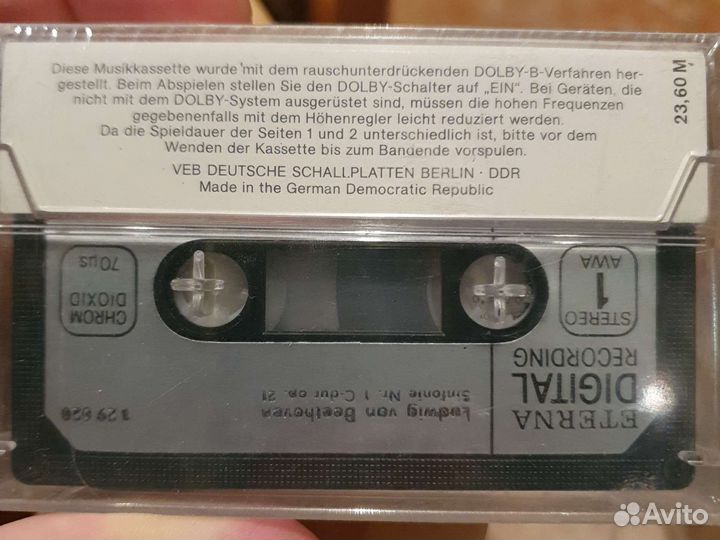 Diese Musikkassette wurde mit dem rauschunterdrückenden DOLBY-B-Verfahren her-
gestellt. Beim Abspielen stellen Sie den DOLBY-Schalter auf „EIN“. Bei Geräten, die
nicht mit dem DOLBY-System ausgerüstet sind, müssen die hohen Frequenzen
gegebenenfalls mit dem Höhenregler leicht reduziert werden.
Da die Spieldauer der Seiten 1 und 2 unterschiedlich ist, bitte vor dem
Wenden der Kassette bis zum Bandende vorspulen.
VEB DEUTSCHE SCHALLPLATTEN BERLIN · DDR
Made in the German Democratic Republic
23,60 M
ETERNA
DIGITAL
RECORDING
Ludwig van Beethoven
Sinfonie Nr. 1 C-dur op. 21
1 29 628
STEREO
1
AWA
CHROM
DIOXID
70 µs
Avito